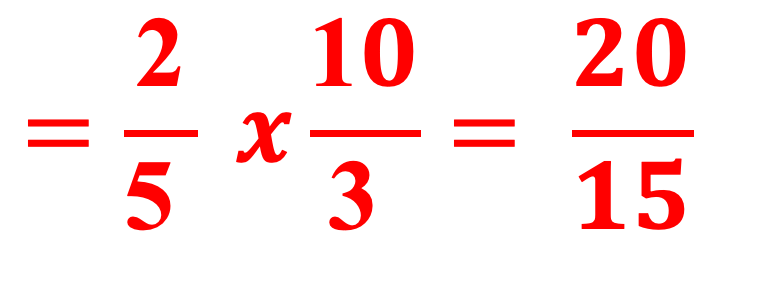 = 2/5 x 10/3 = 20/15